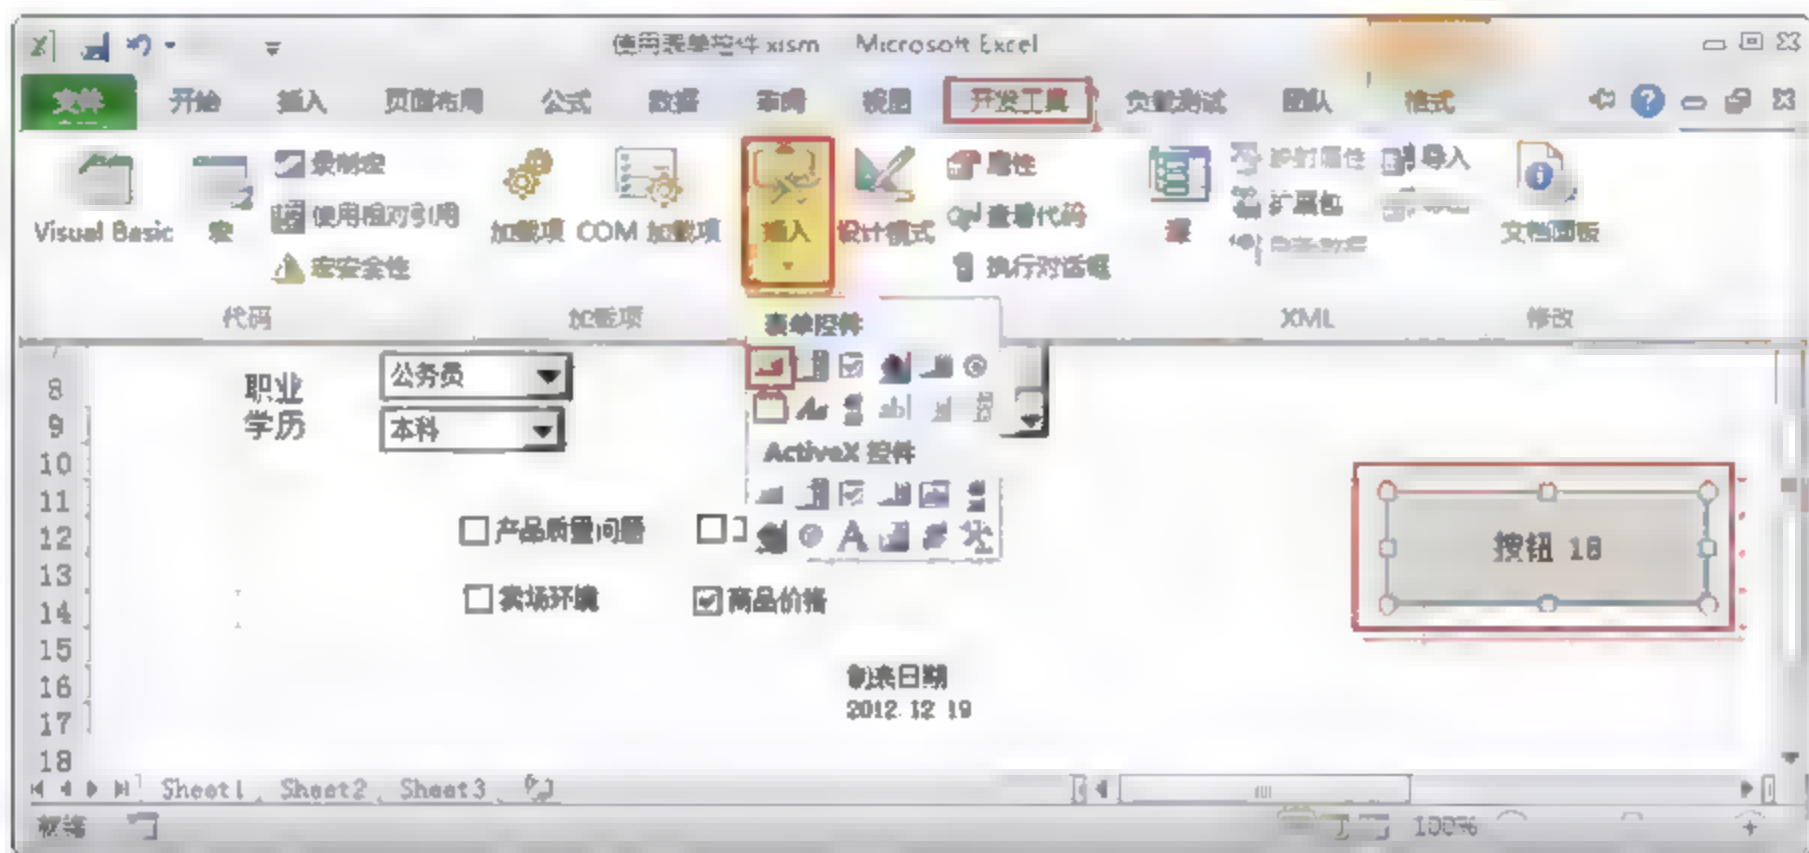 使用表单控件.xlsm - Microsoft Excel
文件 开始 插入 页面布局 公式 数据 审阅 视图 开发工具 负载测试 团队 格式
录制宏 属性 映射属性 导入
使用相对引用 查看代码 扩展包 导出
Visual Basic 宏 加载项 COM 加载项 插入 设计模式 源 文档面板
宏安全性 执行对话框 刷新数据
代码 加载项 XML 修改
表单控件
8 职业 公务员
9 学历 本科
Aa ab|
10 ActiveX 控件
11
12 产品质量问题 A 按钮 18
13
14 卖场环境 商品价格
15
16 制表日期
17 2012.12.19
18
Sheet1 Sheet2 Sheet3
就绪 100%